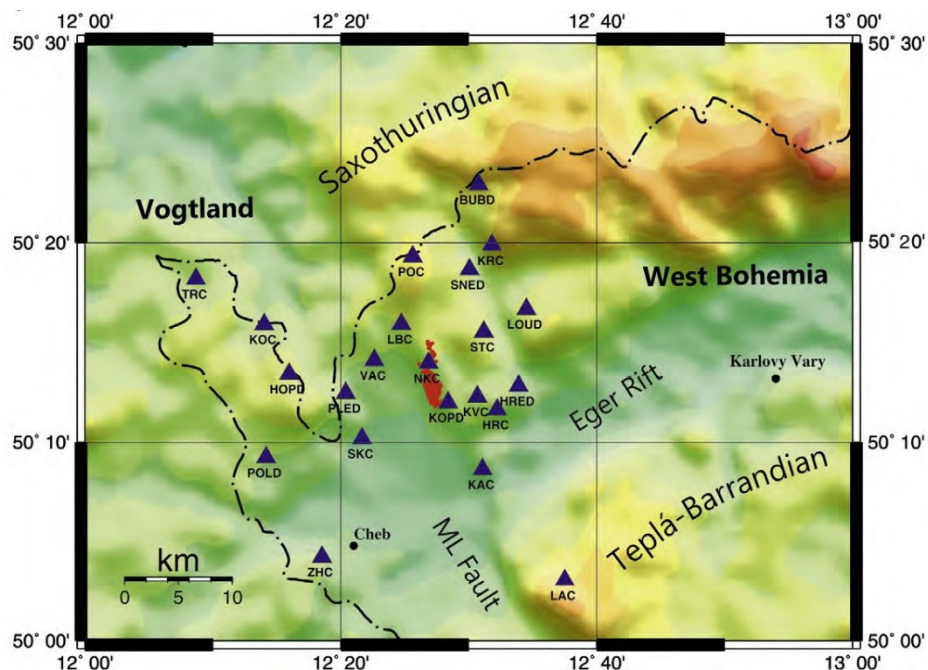 12° 00'
12° 20'
12° 40'
13° 00'
50° 30'
50° 30'
Saxothuringian
BUBD
Vogtland
50° 20'
50° 20'
KRC
POC
SNED
West Bohemia
TRC
LOUD
KOC
LBC
STC
VAC
NKC
Karlovy Vary
HOPD
HRED
PLED
KOPD
KVC
HRC
Eger Rift
50° 10'
50° 10'
SKC
POLD
KAC
Teplá-Barrandian
Cheb
ML Fault
km
ZHC
LAC
0 5 10
50° 00'
50° 00'
12° 00'
12° 20'
12° 40'
13° 00'